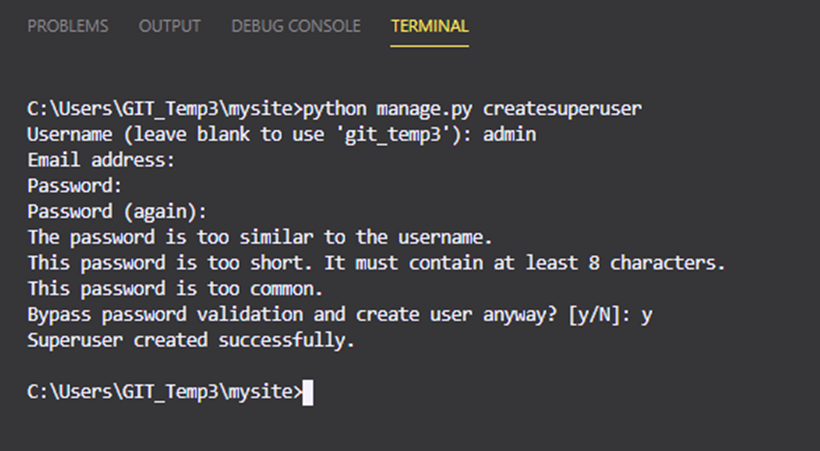 PROBLEMS OUTPUT DEBUG CONSOLE TERMINAL
C:\Users\GIT_Temp3\mysite>python manage.py createsuperuser
Username (leave blank to use 'git_temp3'): admin
Email address:
Password:
Password (again):
The password is too similar to the username.
This password is too short. It must contain at least 8 characters.
This password is too common.
Bypass password validation and create user anyway? [y/N]: y
Superuser created successfully.
C:\Users\GIT_Temp3\mysite>